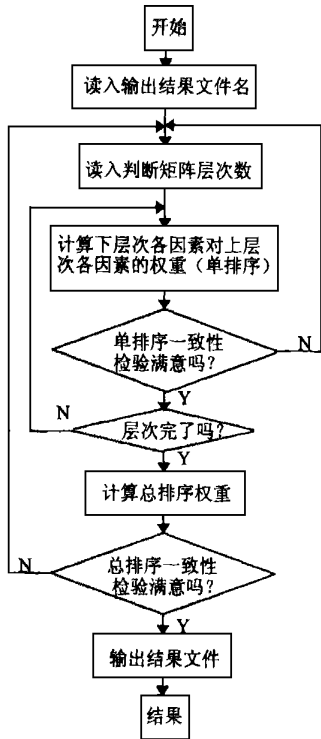 开始
读入输出结果文件名
读入判断矩阵层次数
计算下层次各因素对上层
次各因素的权重（单排序）
单排序一致性
检验满意吗？
N
Y
N
层次完了吗？
Y
计算总排序权重
N
总排序一致性
检验满意吗？
Y
输出结果文件
结果